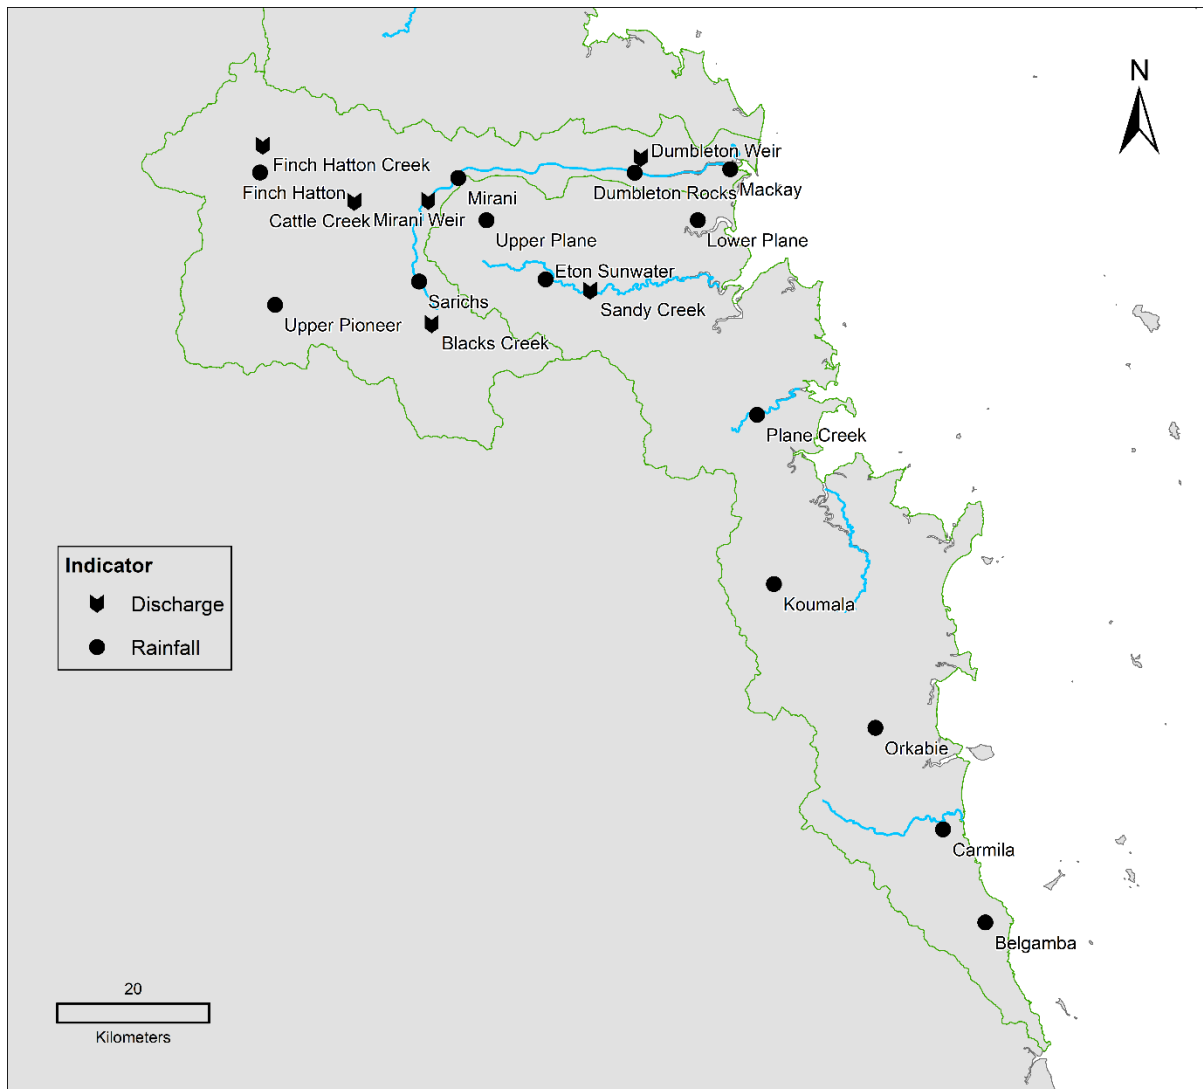 N
Dumbleton Weir
Finch Hatton Creek
Finch Hatton
Mirani
Dumbleton Rocks
Mackay
Cattle Creek
Mirani Weir
Upper Plane
Lower Plane
Eton Sunwater
Sarichs
Sandy Creek
Upper Pioneer
Blacks Creek
Plane Creek
Indicator
Discharge
Rainfall
Koumala
Orkabie
Carmila
Belgamba
20
Kilometers